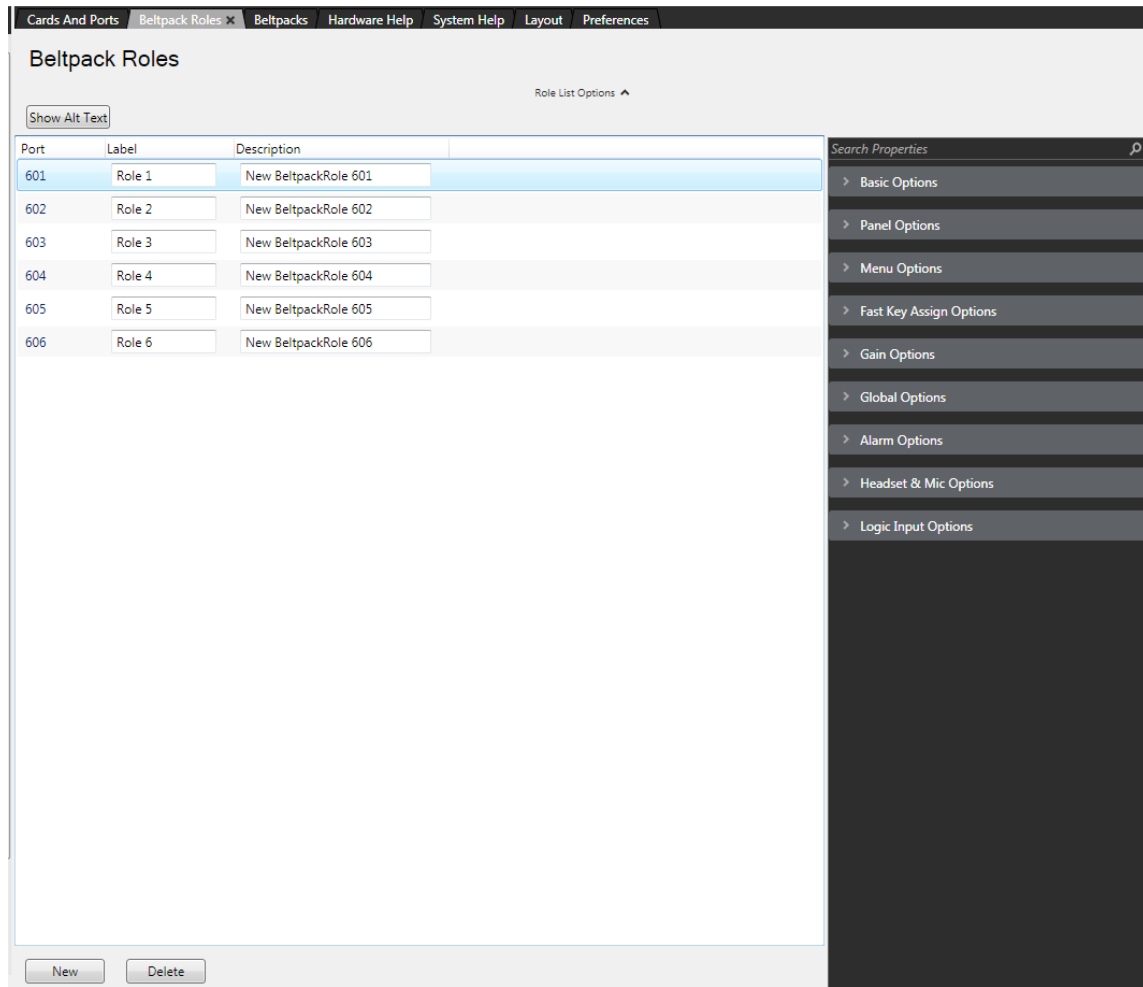 Cards And Ports Beltpack Roles Beltpacks Hardware Help System Help Layout Preferences
Beltpack Roles
Role List Options
Show Alt Text
Port Label Description
601 Role 1 New BeltpackRole 601
602 Role 2 New BeltpackRole 602
603 Role 3 New BeltpackRole 603
604 Role 4 New BeltpackRole 604
605 Role 5 New BeltpackRole 605
606 Role 6 New BeltpackRole 606
Search Properties
Basic Options
Panel Options
Menu Options
Fast Key Assign Options
Gain Options
Global Options
Alarm Options
Headset & Mic Options
Logic Input Options
New Delete